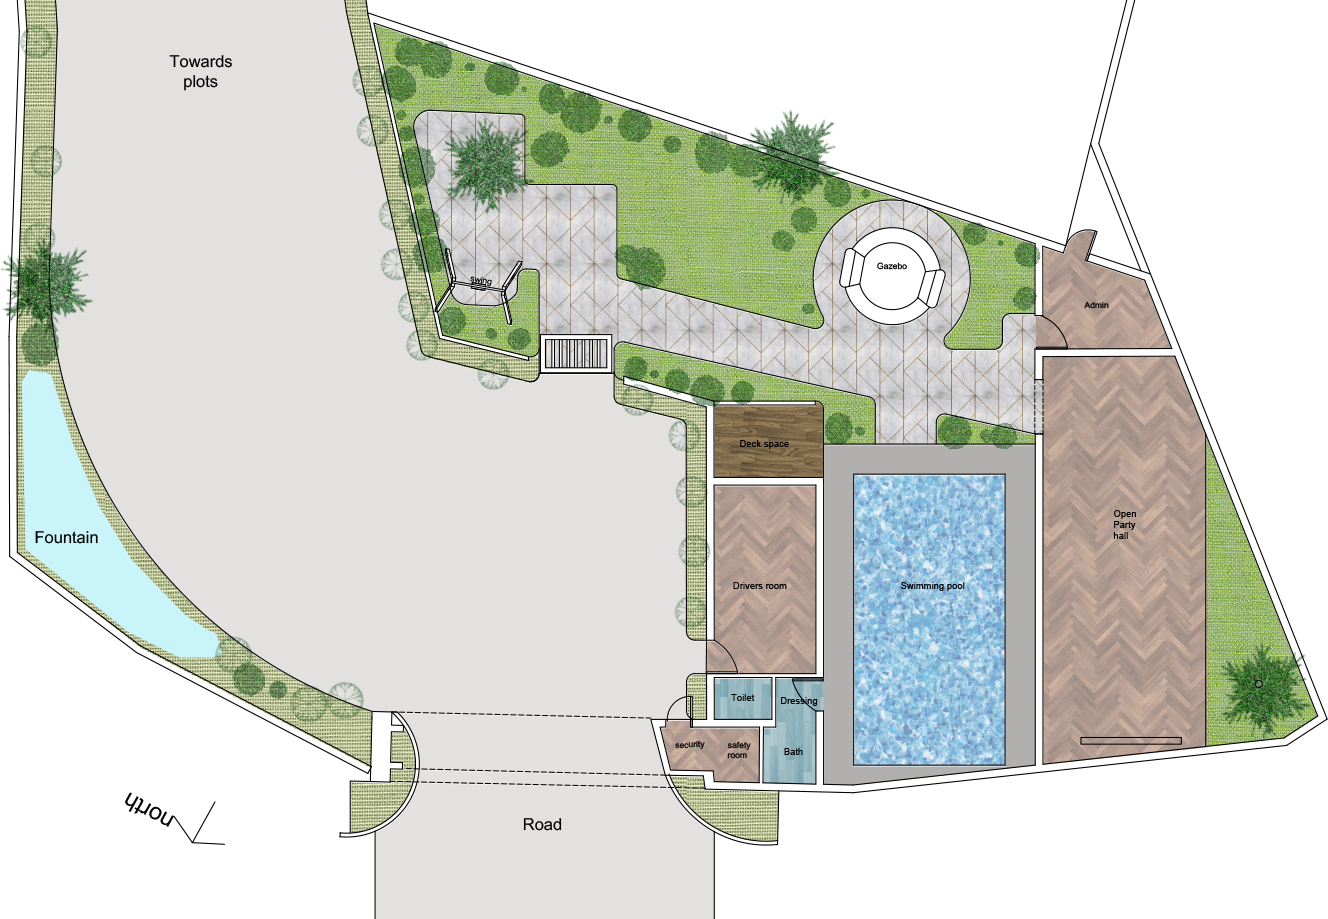 Towards
plots
swing
Gazebo
Admin
Deck space
Open
Party
hall
Fountain
Drivers room
Swimming pool
Toilet
Dressing
security
safety
room
Bath
north
Road